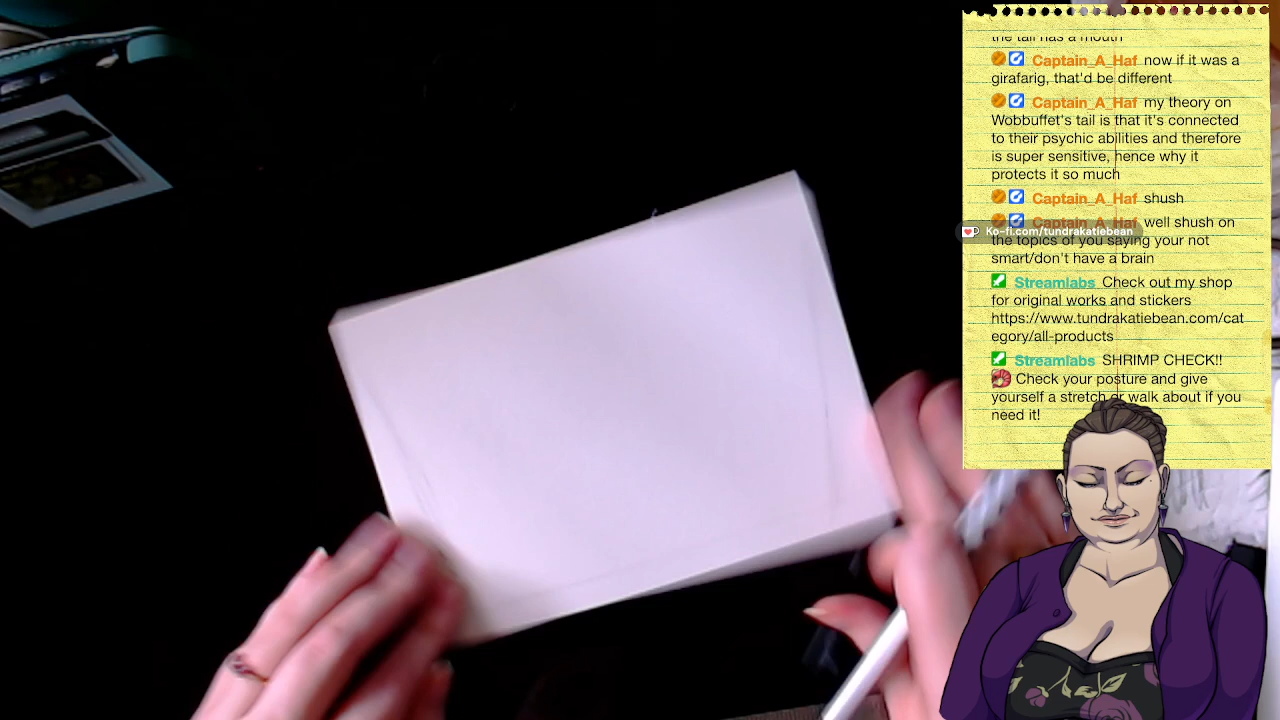 the tail has a mouth
Captain_A_Haf now if it was a
girafarig, that'd be different
Captain_A_Haf my theory on
Wobbuffet's tail is that it's connected
to their psychic abilities and therefore
is super sensitive, hence why it
protects it so much
Captain_A_Haf shush
Captain_A_Haf well shush on
Ko-fi.com/tundrakatiebean
the topics of you saying your not
smart/don't have a brain
Streamlabs Check out my shop
for original works and stickers
https://www.tundrakatiebean.com/cat
egory/all-products
Streamlabs SHRIMP CHECK!!
Check your posture and give
yourself a stretch or walk about if you
need it!